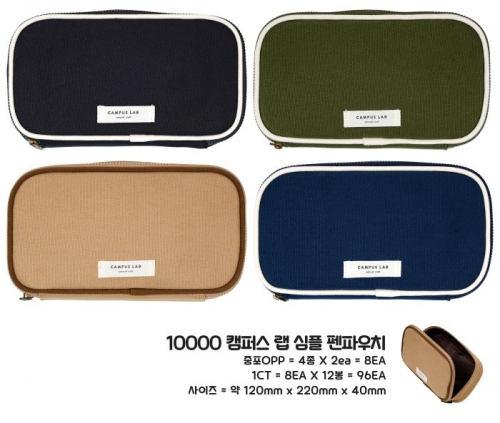 CAMPUS LAB
CAMPUS LAB
CAMPUS LAB
CAMPUS LAB
10000 캠퍼스 랩 심플 펜파우치
중포OPP = 4종 X 2ea = 8EA
1CT = 8EA X 12봉 = 96EA
사이즈 = 약 120mm x 220mm x 40mm